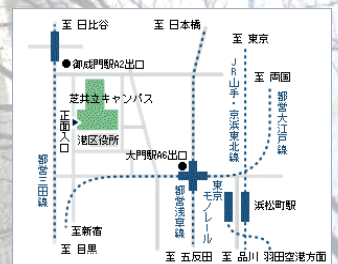 至 日比谷
至 日本橋
至 東京
御成門駅A2出口
至 両国
芝共立キャンパス
JR山手・京浜東北線
都営大江戸線
正面入口
港区役所
大門駅A6出口
都営三田線
都営浅草線
東京モノレール
浜松町駅
至新宿
至 目黒
至 五反田
至 品川
羽田空港方面